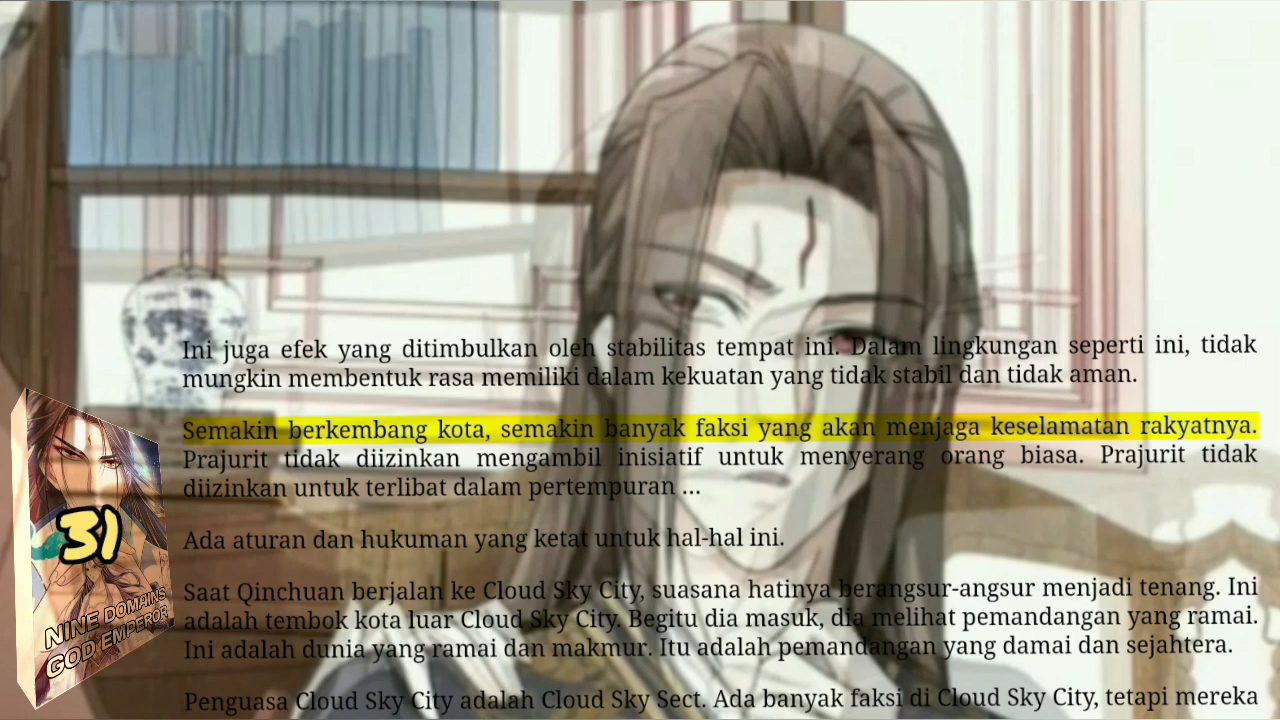 Ini juga efek yang ditimbulkan oleh stabilitas tempat ini. Dalam lingkungan seperti ini, tidak
mungkin membentuk rasa memiliki dalam kekuatan yang tidak stabil dan tidak aman.
Semakin berkembang kota, semakin banyak faksi yang akan menjaga keselamatan rakyatnya.
Prajurit tidak diizinkan mengambil inisiatif untuk menyerang orang biasa. Prajurit tidak
diizinkan untuk terlibat dalam pertempuran ...
Ada aturan dan hukuman yang ketat untuk hal-hal ini.
Saat Qinchuan berjalan ke Cloud Sky City, suasana hatinya berangsur-angsur menjadi tenang. Ini
adalah tembok kota luar Cloud Sky City. Begitu dia masuk, dia melihat pemandangan yang ramai.
Ini adalah dunia yang ramai dan makmur. Itu adalah pemandangan yang damai dan sejahtera.
Penguasa Cloud Sky City adalah Cloud Sky Sect. Ada banyak faksi di Cloud Sky City, tetapi mereka
31
NINE DOMAINS
GOD EMPEROR